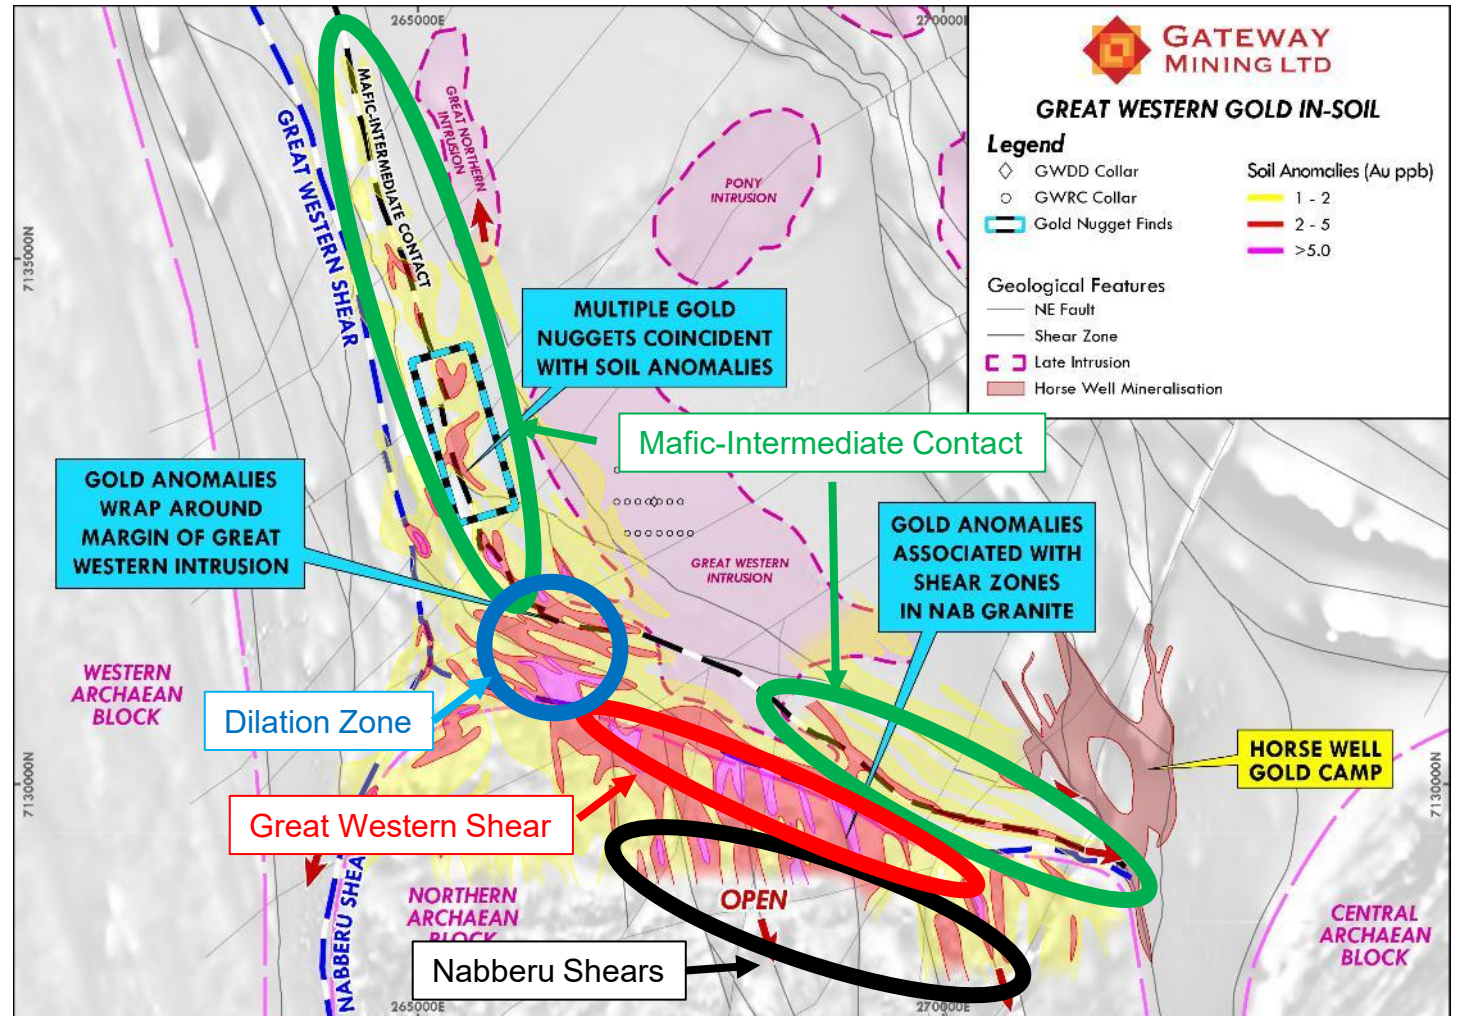 265000E
270000E
GATEWAY
MINING LTD
GREAT WESTERN GOLD IN-SOIL
Legend
GWDD Collar
GWRC Collar
Gold Nugget Finds
Soil Anomalies (Au ppb)
1 - 2
2 - 5
>5.0
Geological Features
NE Fault
Shear Zone
Late Intrusion
Horse Well Mineralisation
MAFIC-INTERMEDIATE CONTACT
GREAT WESTERN SHEAR
GREAT NORTHERN
INTRUSION
PONY
INTRUSION
7135000N
MULTIPLE GOLD
NUGGETS COINCIDENT
WITH SOIL ANOMALIES
Mafic-Intermediate Contact
GOLD ANOMALIES
WRAP AROUND
MARGIN OF GREAT
WESTERN INTRUSION
GOLD ANOMALIES
ASSOCIATED WITH
SHEAR ZONES
IN NAB GRANITE
GREAT WESTERN
INTRUSION
WESTERN
ARCHAEAN
BLOCK
Dilation Zone
HORSE WELL
GOLD CAMP
7130000N
7130000N
Great Western Shear
NABBERU SHEA
NORTHERN
ARCHAEAN
BLOCK
OPEN
CENTRAL
ARCHAEAN
BLOCK
Nabberu Shears
265000E
270000E